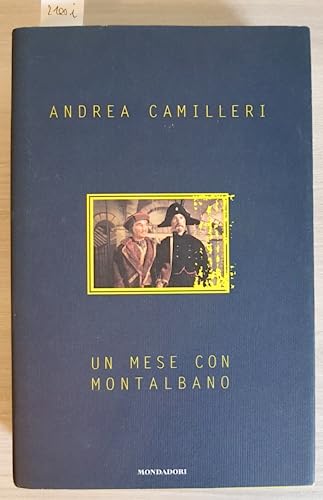 ANDREA CAMILLERI
UN MESE CON
MONTALBANO
MONDADORI